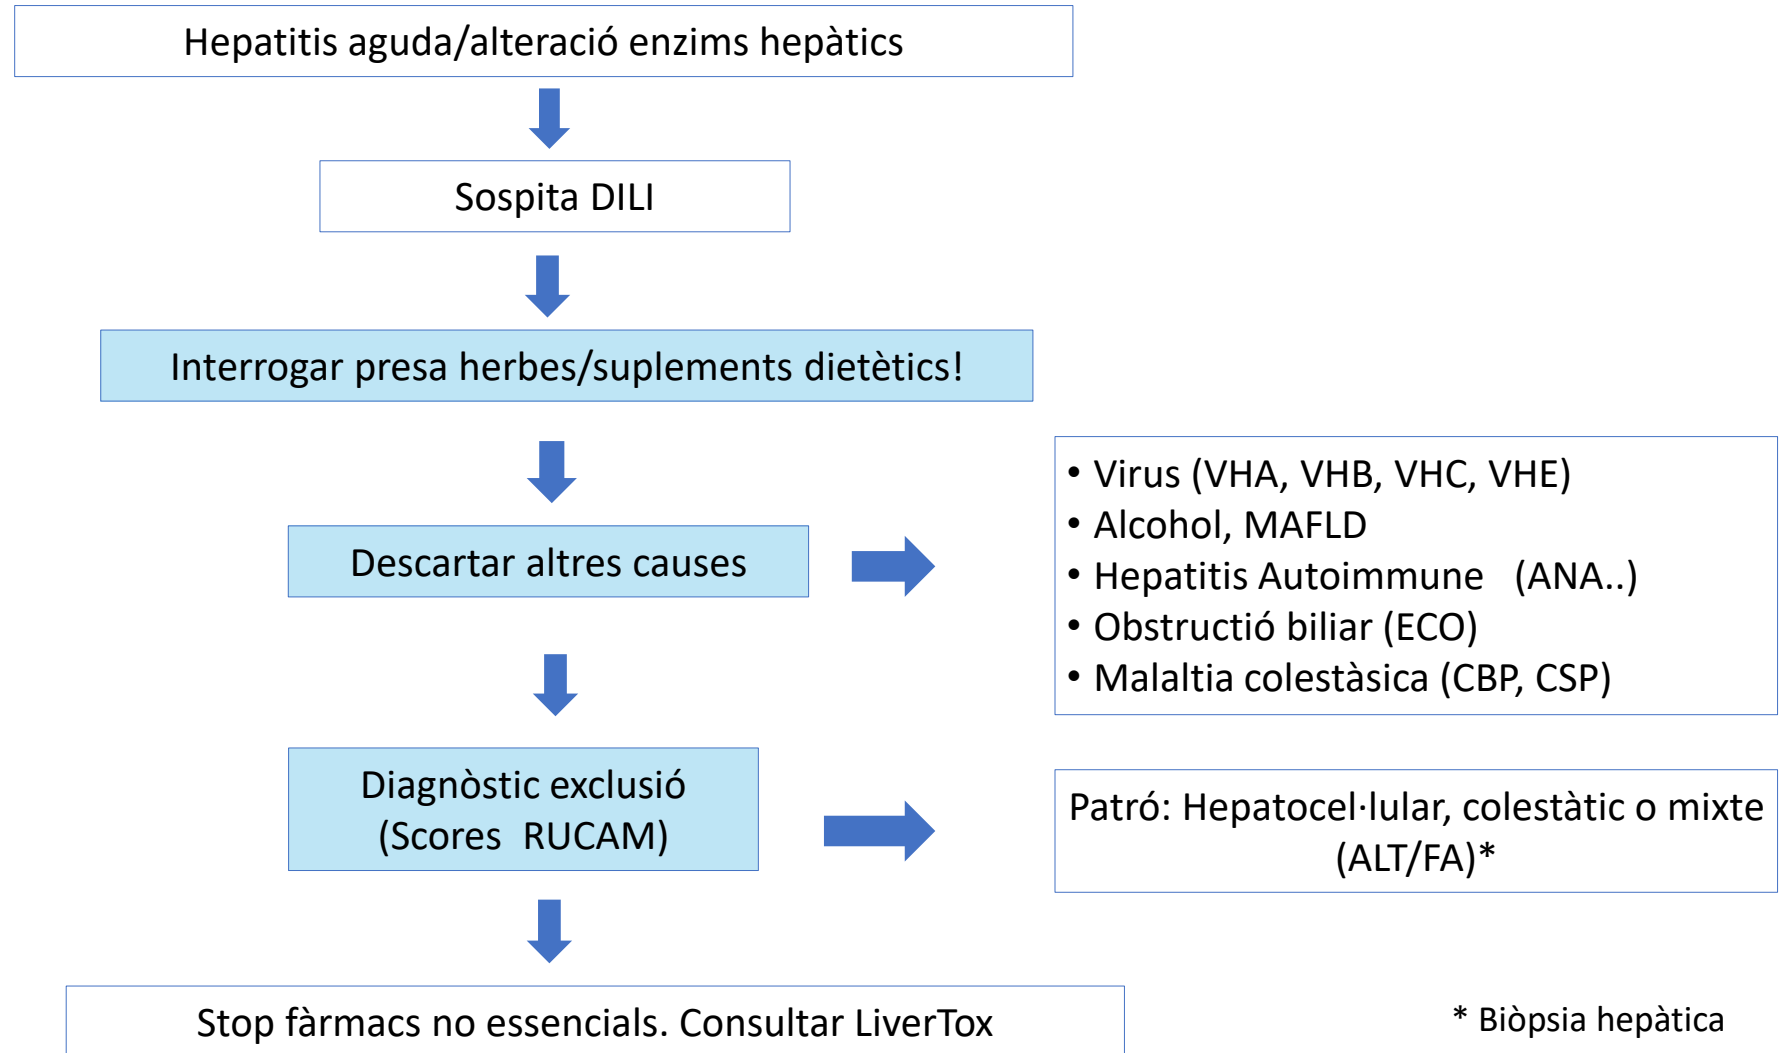 Hepatitis aguda/alteració enzims hepàtics
Sospita DILI
Interrogar presa herbes/suplements dietètics!
Descartar altres causes
• Virus (VHA, VHB, VHC, VHE)
• Alcohol, MAFLD
• Hepatitis Autoimmune (ANA..)
• Obstructió biliar (ECO)
• Malaltia colestàsica (CBP, CSP)
Diagnòstic exclusió
(Scores RUCAM)
Patró: Hepatocel·lular, colestàtic o mixte
(ALT/FA)*
Stop fàrmacs no essencials. Consultar LiverTox
* Biòpsia hepàtica